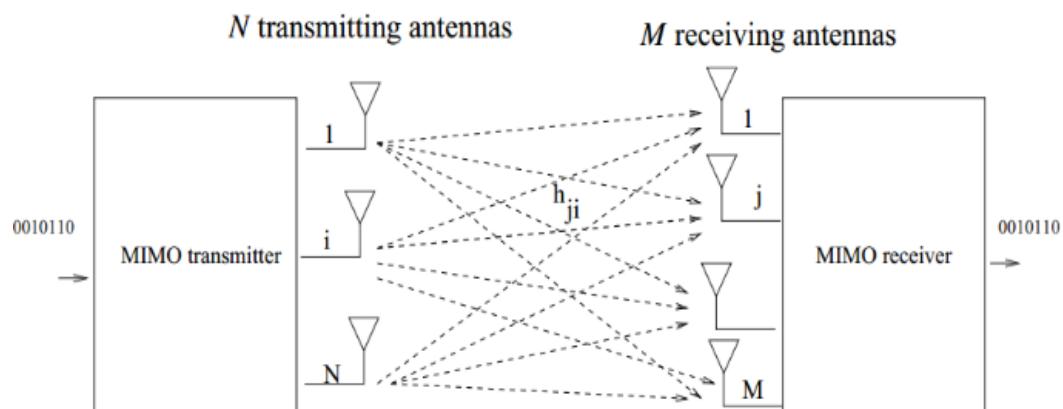 N transmitting antennas
M receiving antennas
1
1
h
ji
j
0010110
i
MIMO transmitter
MIMO receiver
0010110
N
M